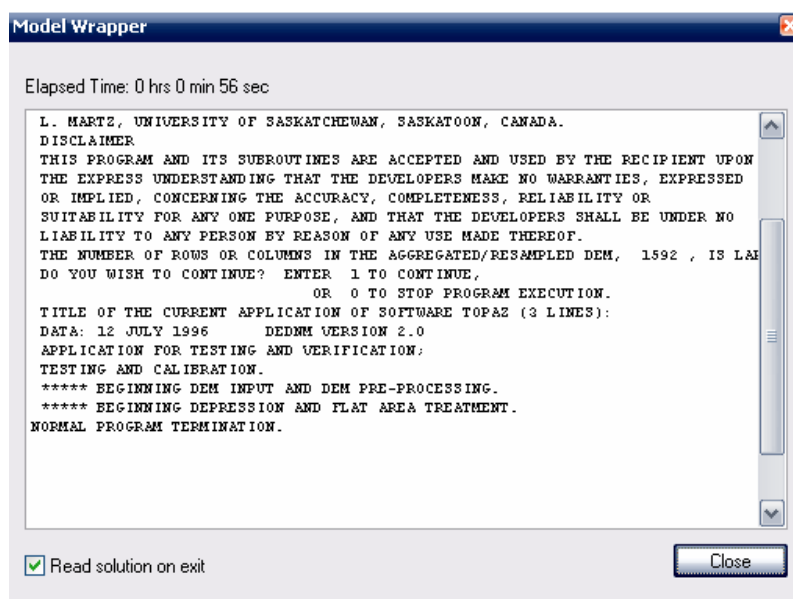 Model Wrapper
Elapsed Time: 0 hrs 0 min 56 sec
L. MARTZ, UNIVERSITY OF SASKATCHEWAN, SASKATOON, CANADA.
DISCLAIMER
THIS PROGRAM AND ITS SUBROUTINES ARE ACCEPTED AND USED BY THE RECIPIENT UPON
THE EXPRESS UNDERSTANDING THAT THE DEVELOPERS MAKE NO WARRANTIES, EXPRESSED
OR IMPLIED, CONCERNING THE ACCURACY, COMPLETENESS, RELIABILITY OR
SUITABILITY FOR ANY ONE PURPOSE, AND THAT THE DEVELOPERS SHALL BE UNDER NO
LIABILITY TO ANY PERSON BY REASON OF ANY USE MADE THEREOF.
THE NUMBER OF ROWS OR COLUMNS IN THE AGGREGATED/RESAMPLED DEM, 1592 , IS
DO YOU WISH TO CONTINUE? ENTER 1 TO CONTINUE,
OR 0 TO STOP PROGRAM EXECUTION.
TITLE OF THE CURRENT APPLICATION OF SOFTWARE TOPAZ (3 LINES):
DATA: 12 JULY 1996 DEDNM VERSION 2.0
APPLICATION FOR TESTING AND VERIFICATION;
TESTING AND CALIBRATION.
***** BEGINNING DEM INPUT AND DEM PRE-PROCESSING.
***** BEGINNING DEPRESSION AND FLAT AREA TREATMENT.
NORMAL PROGRAM TERMINATION.
Read solution on exit
Close